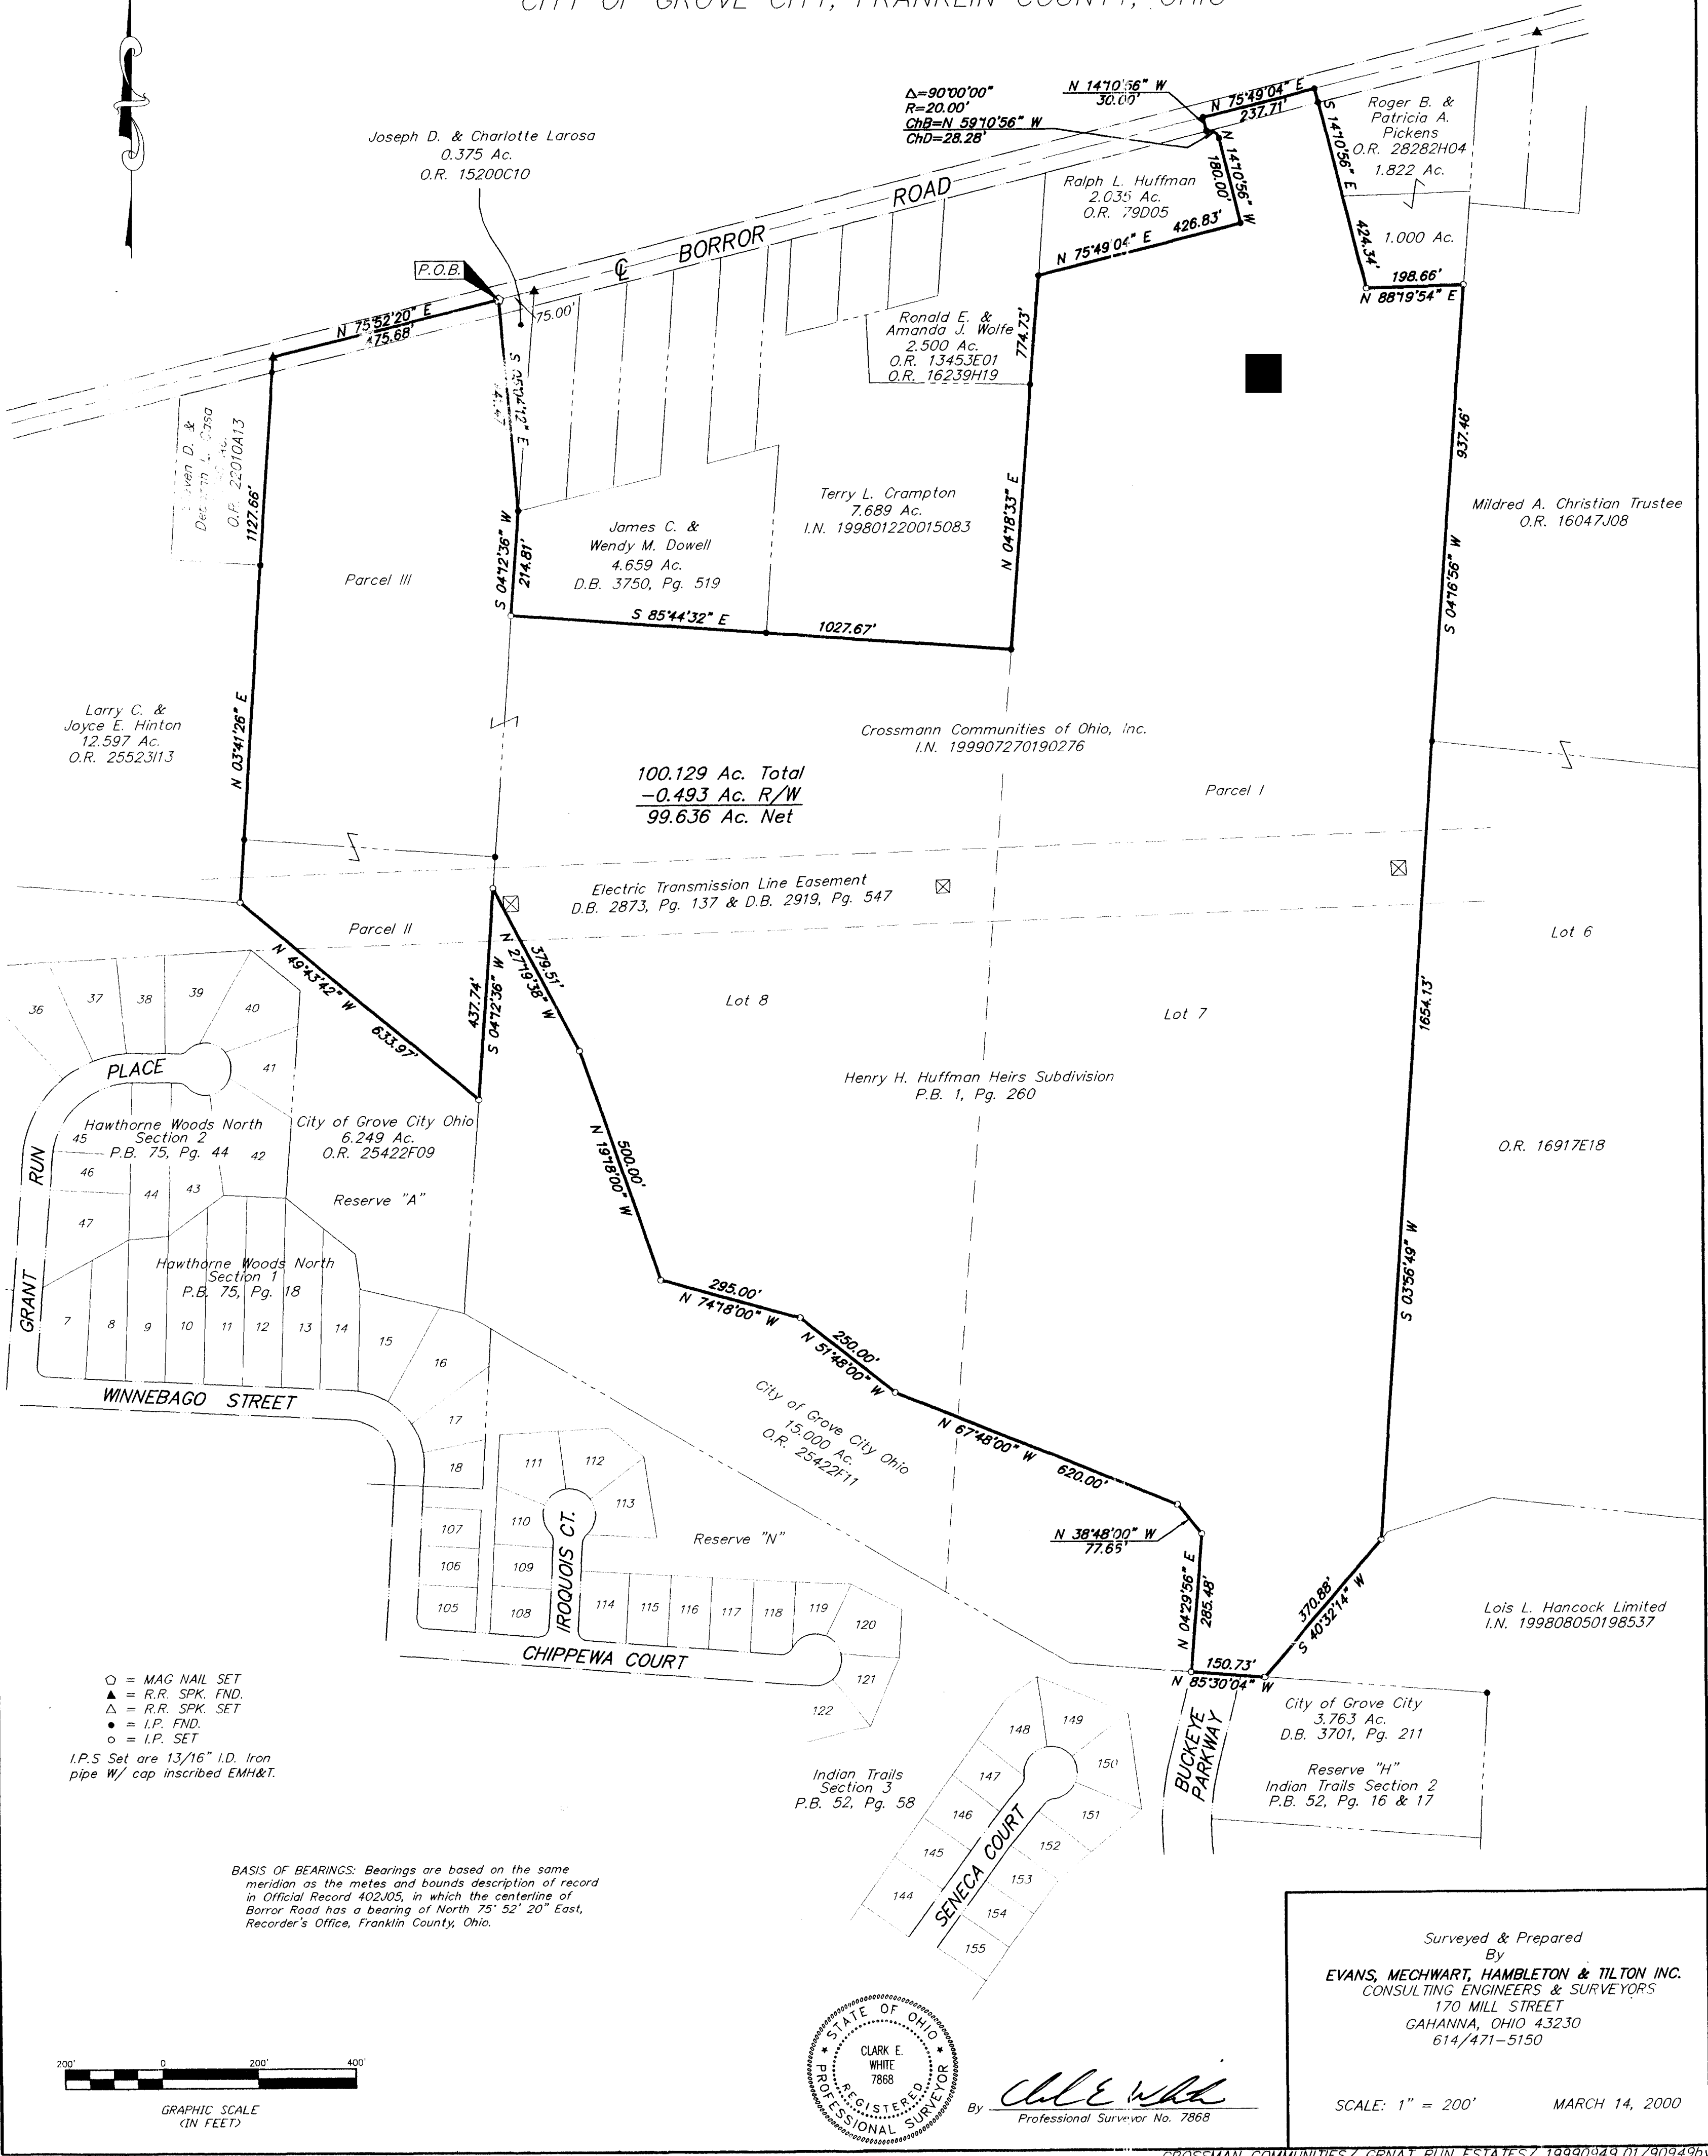 CITY OF GROVE CITY, FRANKLIN COUNTY, OHIO
Δ=90°00'00"
R=20.00'
ChB=N 59°10'56" W
ChD=28.28'
N 14°10'56" W
30.00'
N 75°49'04" E
237.71'
S 14°10'56" E
424.34'
Roger B. &
Patricia A.
Pickens
O.R. 28282H04
1.822 Ac.
1.000 Ac.
198.66'
N 88°19'54" E
Joseph D. & Charlotte Larosa
0.375 Ac.
O.R. 15200C10
N 14°10'56" W
180.00'
Ralph L. Huffman
2.035 Ac.
O.R. 79D05
N 75°49'04" E 426.83'
BORROR ROAD
P.O.B.
75.00'
N 75°52'20" E
475.68'
S 05°04'12" E
Ronald E. &
Amanda J. Wolfe
2.500 Ac.
O.R. 13453E01
O.R. 16239H19
774.73'
N 04°18'33" E
O.R. 22010A13
1127.66'
N 03°41'26" E
937.46'
S 04°16'56" W
Mildred A. Christian Trustee
O.R. 16047J08
Terry L. Crampton
7.689 Ac.
I.N. 199801220015083
James C. &
Wendy M. Dowell
4.659 Ac.
D.B. 3750, Pg. 519
S 04°12'36" W
214.81'
Parcel III
S 85°44'32" E 1027.67'
Larry C. &
Joyce E. Hinton
12.597 Ac.
O.R. 25523I13
Crossmann Communities of Ohio, Inc.
I.N. 199907270190276
100.129 Ac. Total
-0.493 Ac. R/W
99.636 Ac. Net
Parcel I
Electric Transmission Line Easement
D.B. 2873, Pg. 137 & D.B. 2919, Pg. 547
Parcel II
N 49°43'42" W 633.97'
437.74'
S 04°12'36" W
379.51'
N 27°19'38" W
Lot 8
Lot 7
Lot 6
1654.13'
S 03°56'49" W
Henry H. Huffman Heirs Subdivision
P.B. 1, Pg. 260
O.R. 16917E18
36
37
38
39
40
41
PLACE
RUN
GRANT
Hawthorne Woods North
Section 2
P.B. 75, Pg. 44
45
42
46
44
43
47
City of Grove City Ohio
6.249 Ac.
O.R. 25422F09
Reserve "A"
500.00'
N 19°18'00" W
Hawthorne Woods North
Section 1
P.B. 75, Pg. 18
7
8
9
10
11
12
13
14
15
16
17
18
WINNEBAGO STREET
295.00'
N 74°18'00" W
250.00'
N 51°48'00" W
City of Grove City Ohio
15.000 Ac.
O.R. 25422F11
N 67°48'00" W 620.00'
N 38°48'00" W
77.65'
N 04°29'56" E
285.48'
370.88'
S 40°32'14" W
150.73'
N 85°30'04" W
Lois L. Hancock Limited
I.N. 199808050198537
111
112
113
110
109
108
107
106
105
IROQUOIS CT.
Reserve "N"
114
115
116
117
118
119
120
121
122
CHIPPEWA COURT
BUCKEYE
PARKWAY
City of Grove City
3.763 Ac.
D.B. 3701, Pg. 211
Reserve "H"
Indian Trails Section 2
P.B. 52, Pg. 16 & 17
148
149
150
147
146
151
145
152
144
153
154
155
SENECA COURT
Indian Trails
Section 3
P.B. 52, Pg. 58
= MAG NAIL SET
▲ = R.R. SPK. FND.
△ = R.R. SPK. SET
● = I.P. FND.
○ = I.P. SET
I.P.S Set are 13/16" I.D. Iron
pipe W/ cap inscribed EMH&T.
BASIS OF BEARINGS: Bearings are based on the same
meridian as the metes and bounds description of record
in Official Record 402J05, in which the centerline of
Borror Road has a bearing of North 75° 52' 20" East,
Recorder's Office, Franklin County, Ohio.
200' 0 200' 400'
GRAPHIC SCALE
(IN FEET)
STATE OF OHIO
CLARK E.
WHITE
7868
REGISTERED
PROFESSIONAL SURVEYOR
By
Professional Surveyor No. 7868
Surveyed & Prepared
By
EVANS, MECHWART, HAMBLETON & TILTON INC.
CONSULTING ENGINEERS & SURVEYORS
170 MILL STREET
GAHANNA, OHIO 43230
614/471-5150
SCALE: 1" = 200' MARCH 14, 2000